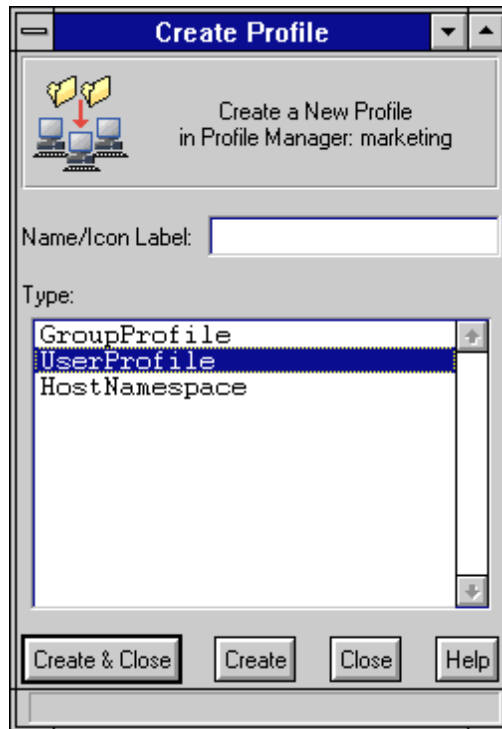 Create Profile
Create a New Profile
in Profile Manager: marketing
Name/Icon Label:
Type:
GroupProfile
UserProfile
HostNamespace
Create & Close
Create
Close
Help